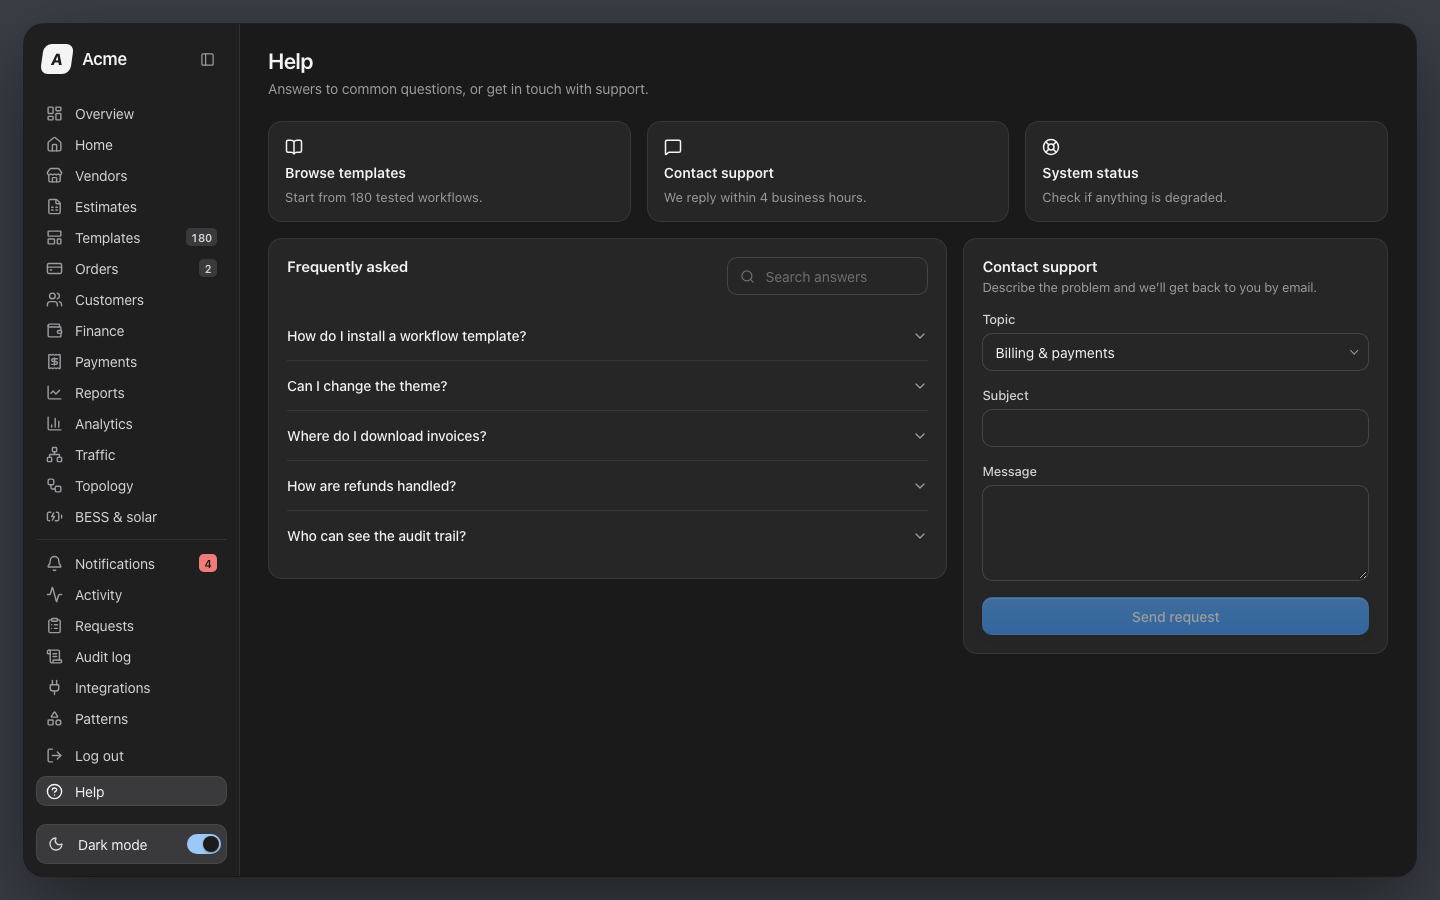 A Acme
Overview
Home
Vendors
Estimates
Templates 180
Orders 2
Customers
Finance
Payments
Reports
Analytics
Traffic
Topology
BESS & solar
Notifications 4
Activity
Requests
Audit log
Integrations
Patterns
Log out
Help
Dark mode
Help
Answers to common questions, or get in touch with support.
Browse templates
Start from 180 tested workflows.
Contact support
We reply within 4 business hours.
System status
Check if anything is degraded.
Frequently asked
Search answers
How do I install a workflow template?
Can I change the theme?
Where do I download invoices?
How are refunds handled?
Who can see the audit trail?
Contact support
Describe the problem and we’ll get back to you by email.
Topic
Billing & payments
Subject
Message
Send request